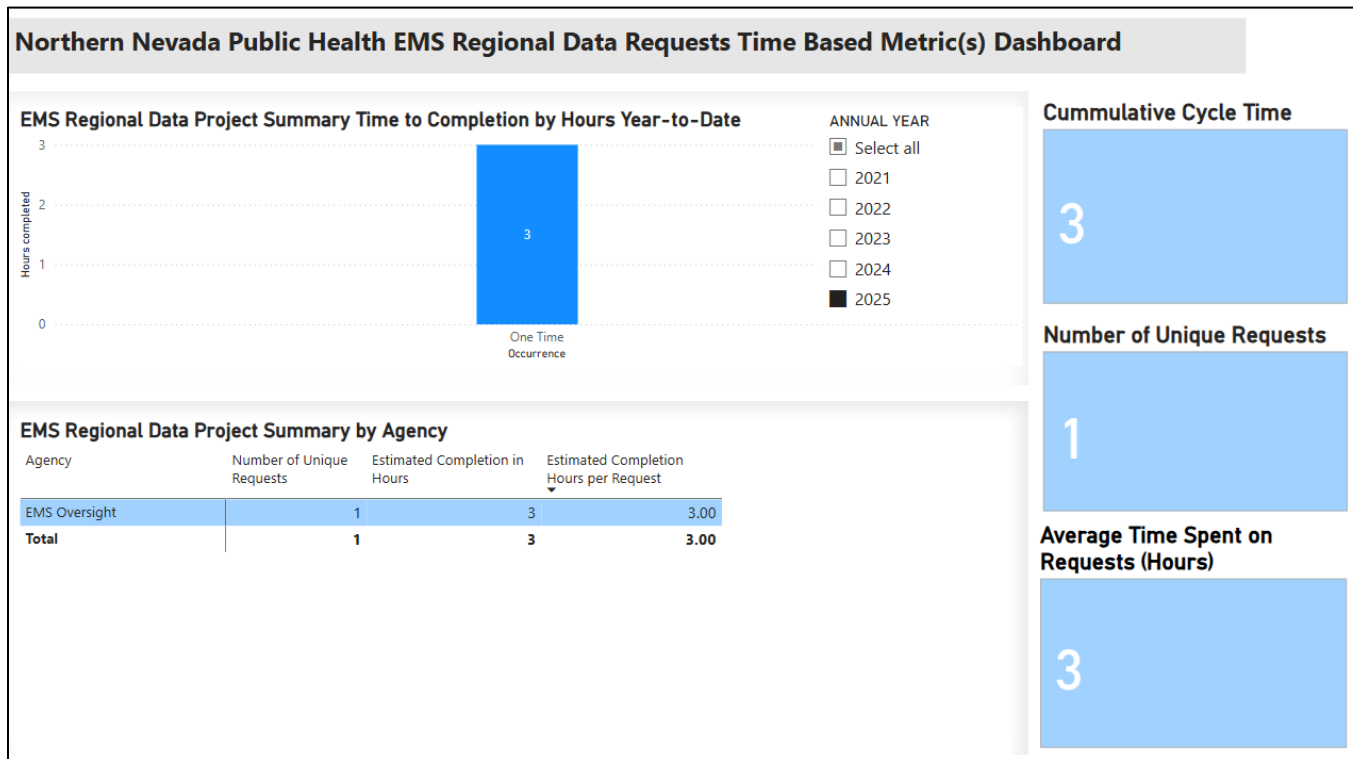 Northern Nevada Public Health EMS Regional Data Requests Time Based Metric(s) Dashboard
EMS Regional Data Project Summary Time to Completion by Hours Year-to-Date
3
2
1
0
Hours completed
3
One Time
Occurrence
ANNUAL YEAR
Select all
2021
2022
2023
2024
2025
Cummulative Cycle Time
3
Number of Unique Requests
1
Average Time Spent on
Requests (Hours)
3
EMS Regional Data Project Summary by Agency
Agency Number of Unique Estimated Completion in Estimated Completion
Requests Hours Hours per Request
EMS Oversight 1 3 3.00
Total 1 3 3.00